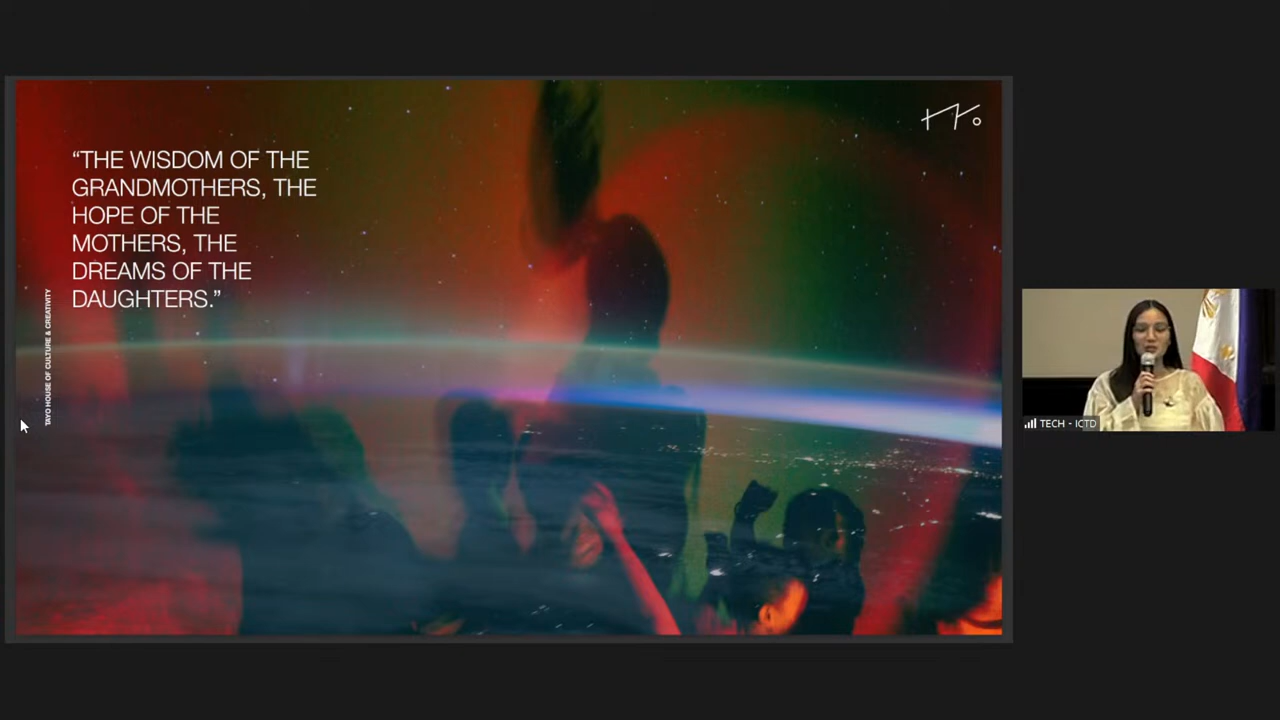 “THE WISDOM OF THE
GRANDMOTHERS, THE
HOPE OF THE
MOTHERS, THE
DREAMS OF THE
DAUGHTERS.”
TAYO HOUSE OF CULTURE & CREATIVITY
TECH - ICTD